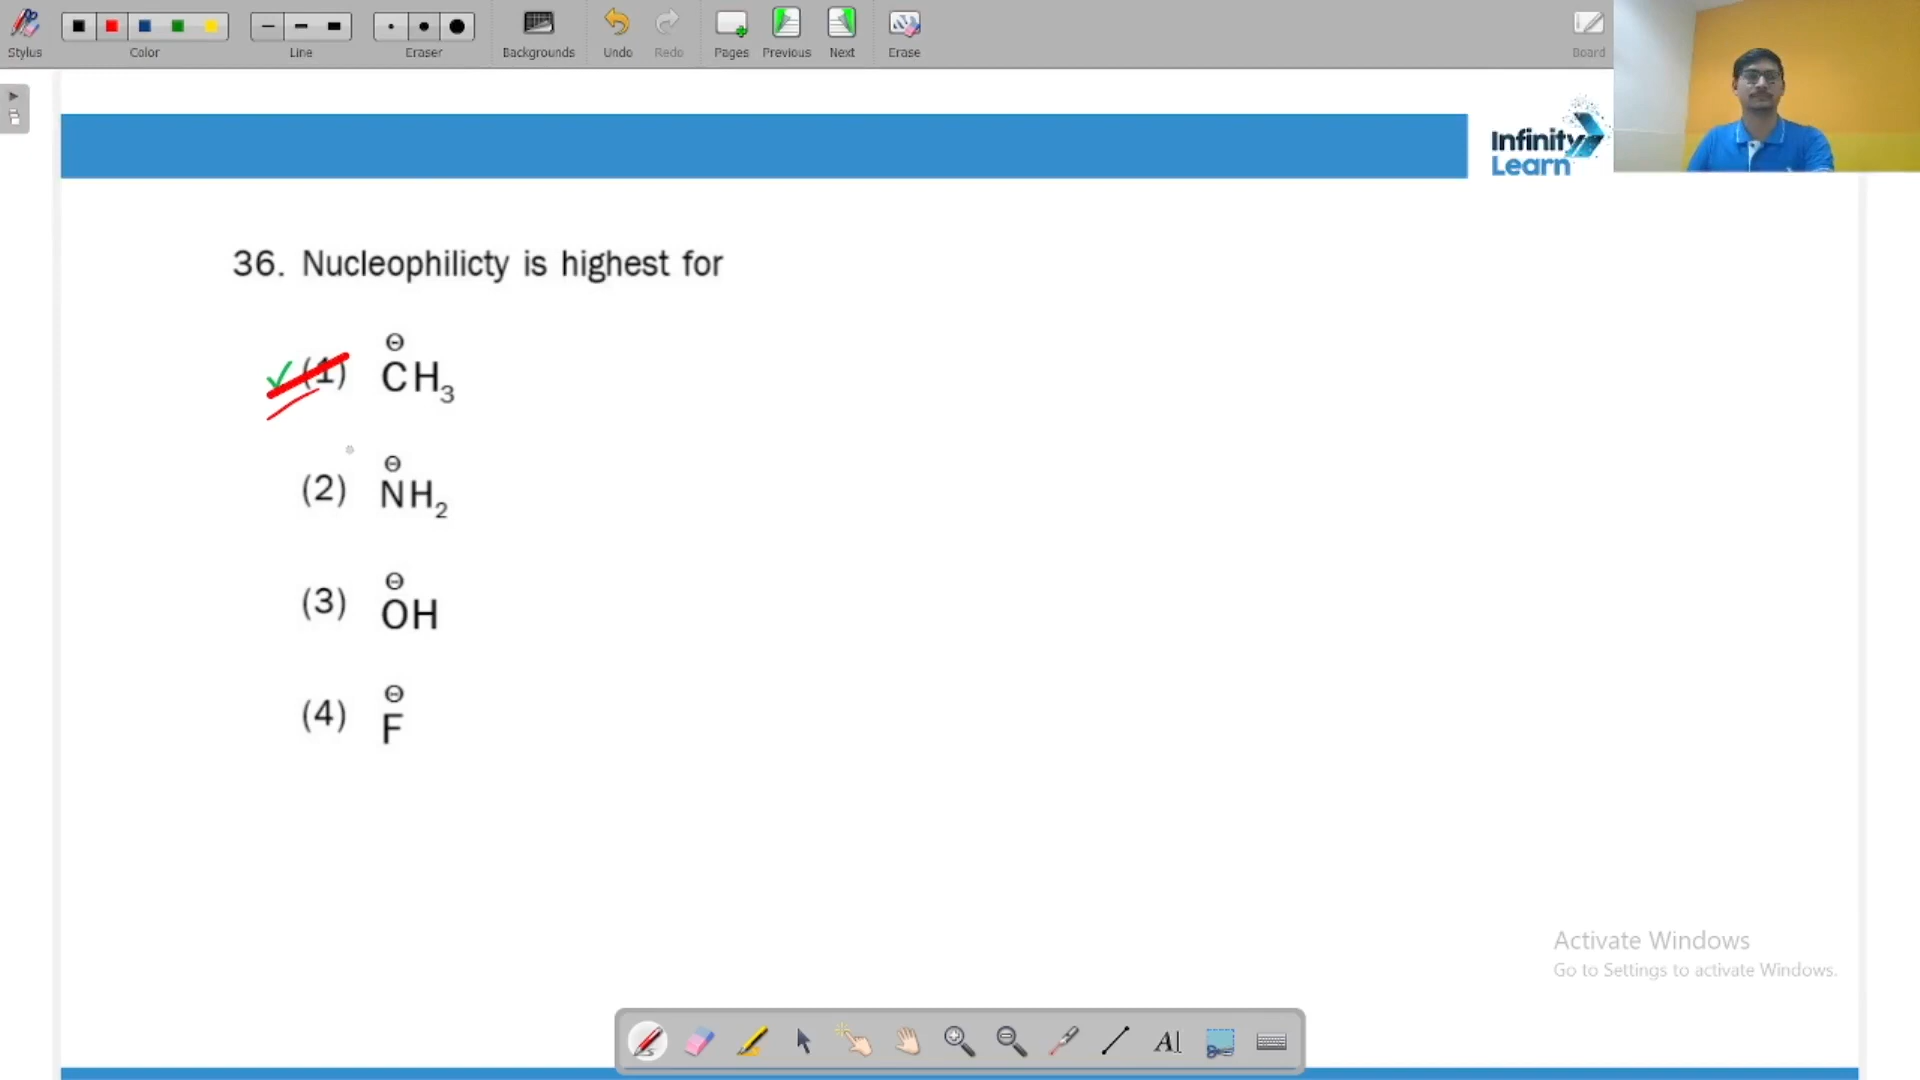 Stylus
Color
Line
Eraser
Backgrounds
Undo
Redo
Pages
Previous
Next
Erase
Board
Infinity
Learn
36. Nucleophilicty is highest for
(1) ⊖CH₃
(2) ⊖NH₂
(3) ⊖OH
(4) ⊖F
Activate Windows
Go to Settings to activate Windows.
AI